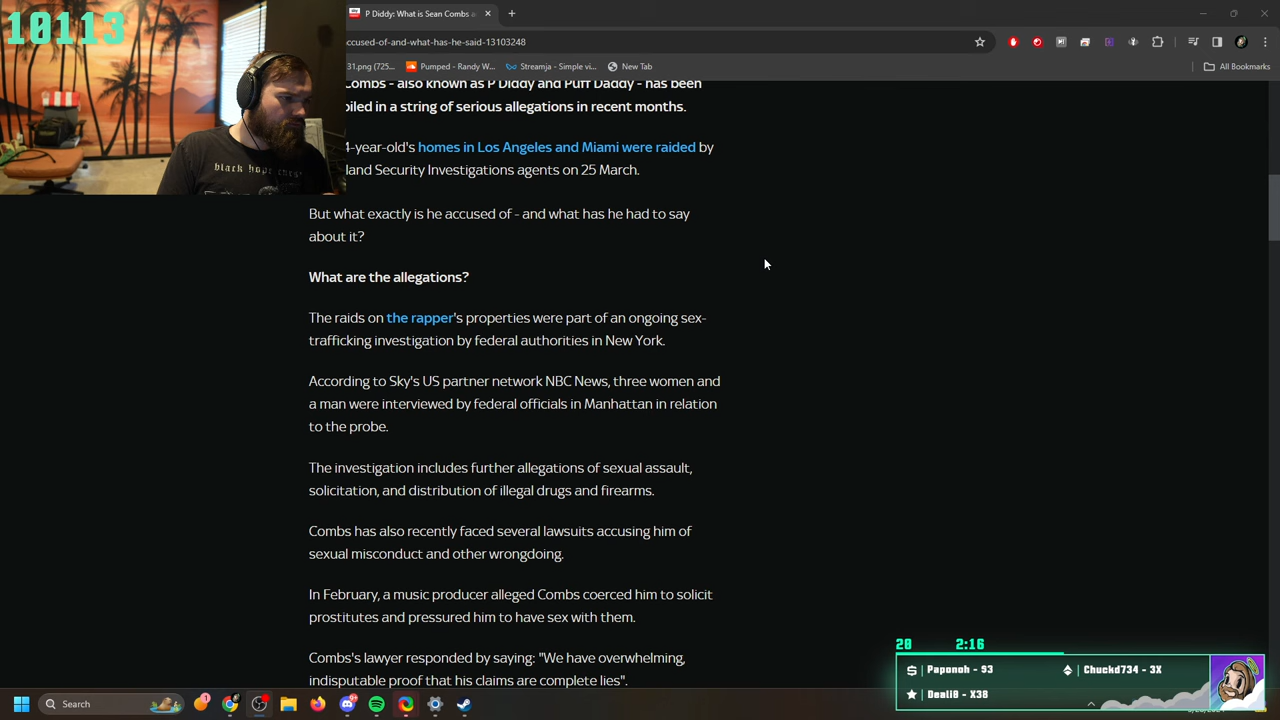 10113
P Diddy: What is Sean Combs
accused-of-and-what-has-he-said-13103248
31.png (725...
Pumped - Randy W...
Streamja - Simple vi...
New Tab
All Bookmarks
Combs - also known as P Diddy and Puff Daddy - has been
oiled in a string of serious allegations in recent months.
4-year-old's homes in Los Angeles and Miami were raided by
land Security Investigations agents on 25 March.
But what exactly is he accused of - and what has he had to say
about it?
What are the allegations?
The raids on the rapper's properties were part of an ongoing sex-
trafficking investigation by federal authorities in New York.
According to Sky's US partner network NBC News, three women and
a man were interviewed by federal officials in Manhattan in relation
to the probe.
The investigation includes further allegations of sexual assault,
solicitation, and distribution of illegal drugs and firearms.
Combs has also recently faced several lawsuits accusing him of
sexual misconduct and other wrongdoing.
In February, a music producer alleged Combs coerced him to solicit
prostitutes and pressured him to have sex with them.
Combs's lawyer responded by saying: "We have overwhelming,
indisputable proof that his claims are complete lies".
black hope curse
20 2:16
Paponoh - $3
Chuckd734 - 3X
Deal18 - X38
Search